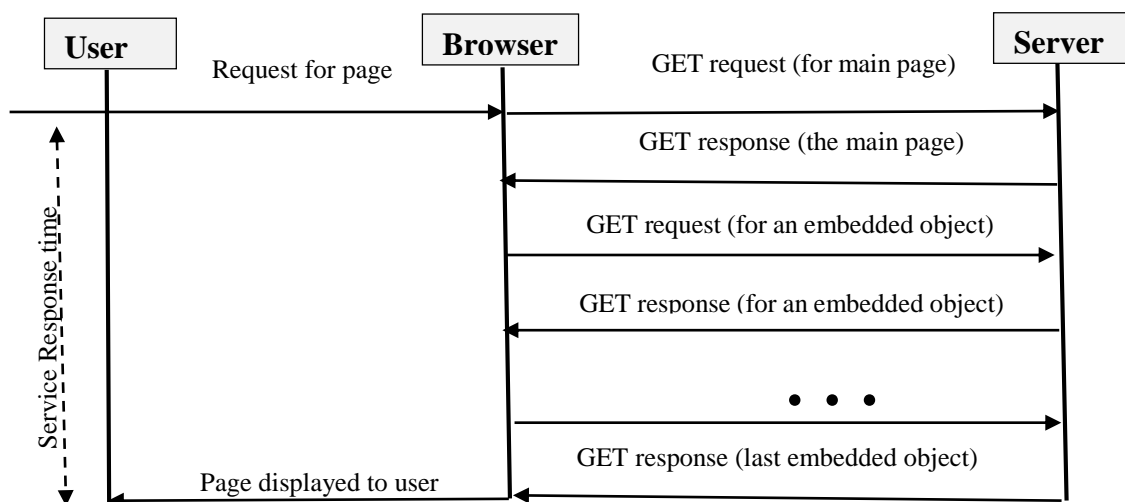 User
Browser
Server
Request for page
GET request (for main page)
GET response (the main page)
GET request (for an embedded object)
GET response (for an embedded object)
Service Response time
GET response (last embedded object)
Page displayed to user